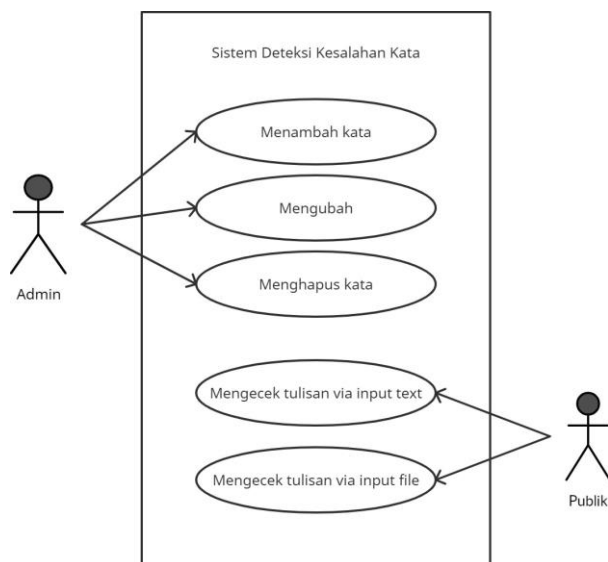 Sistem Deteksi Kesalahan Kata
Menambah kata
Mengubah
Menghapus kata
Admin
Mengecek tulisan via input text
Mengecek tulisan via input file
Publik